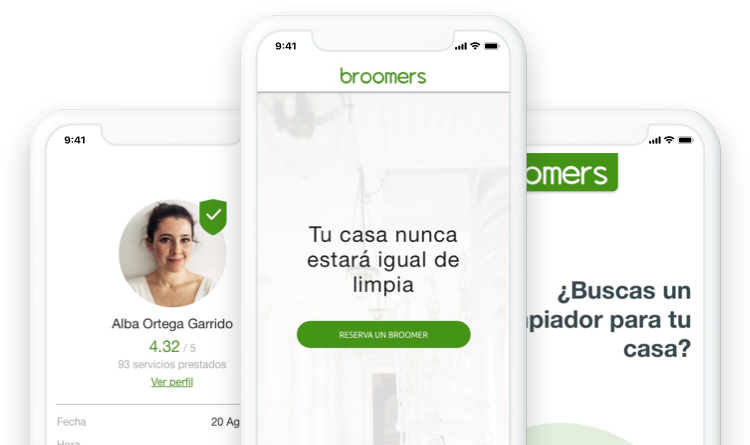 9:41
Alba Ortega Garrido
4.32 / 5
93 servicios prestados
Ver perfil
Fecha 20 Ag
Hora
9:41
broomers
Tu casa nunca
estará igual de
limpia
RESERVA UN BROOMER
omers
¿Buscas un
piador para tu
casa?